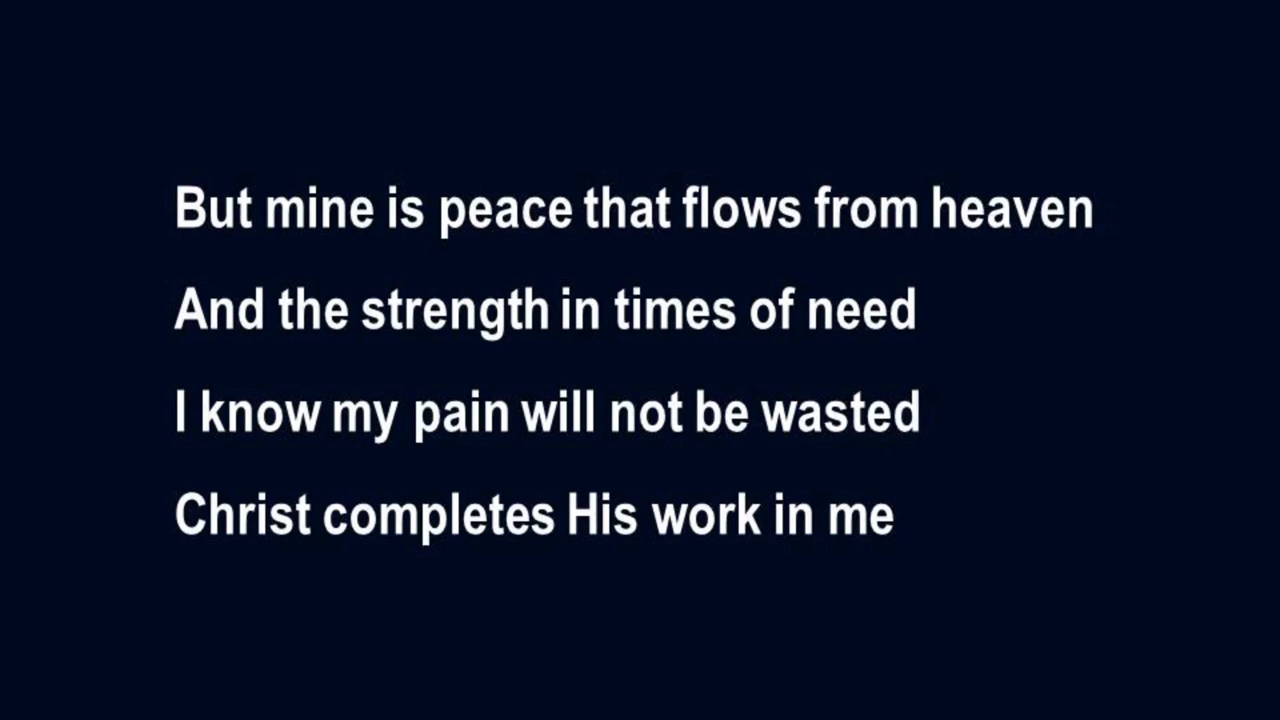 But mine is peace that flows from heaven
And the strength in times of need
I know my pain will not be wasted
Christ completes His work in me